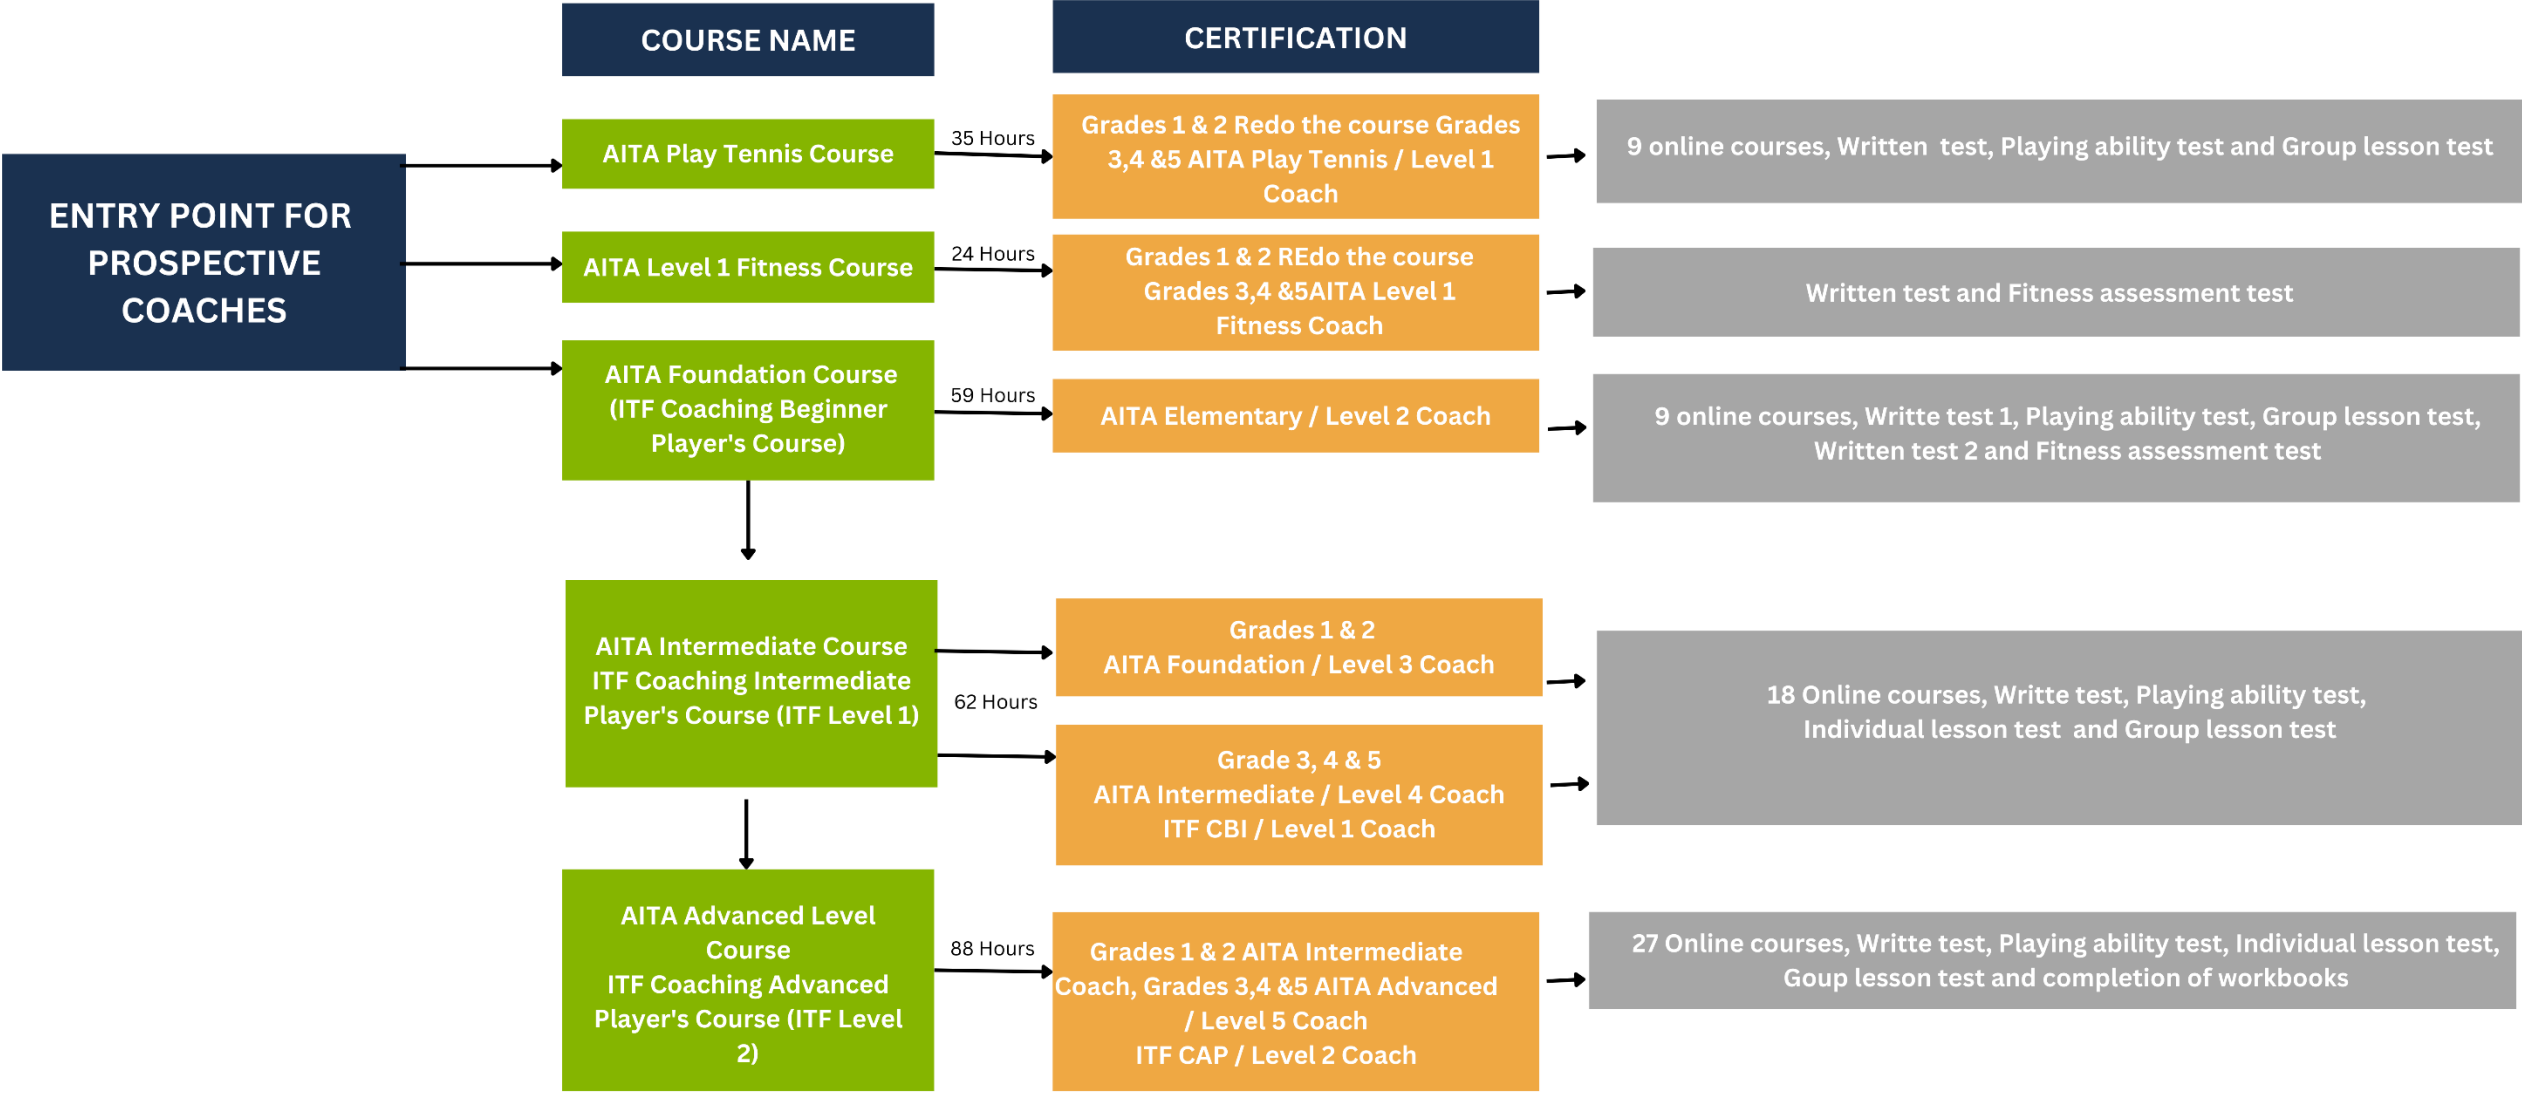 COURSE NAME
CERTIFICATION
ENTRY POINT FOR
PROSPECTIVE
COACHES
AITA Play Tennis Course
35 Hours
Grades 1 & 2 Redo the course Grades
3,4 &5 AITA Play Tennis / Level 1
Coach
9 online courses, Written  test, Playing ability test and Group lesson test
AITA Level 1 Fitness Course
24 Hours
Grades 1 & 2 REdo the course
Grades 3,4 &5AITA Level 1
Fitness Coach
Written test and Fitness assessment test
AITA Foundation Course
(ITF Coaching Beginner
Player's Course)
59 Hours
AITA Elementary / Level 2 Coach
9 online courses, Writte test 1, Playing ability test, Group lesson test,
Written test 2 and Fitness assessment test
AITA Intermediate Course
ITF Coaching Intermediate
Player's Course (ITF Level 1)
62 Hours
Grades 1 & 2
AITA Foundation / Level 3 Coach
Grade 3, 4 & 5
AITA Intermediate / Level 4 Coach
ITF CBI / Level 1 Coach
18 Online courses, Writte test, Playing ability test,
Individual lesson test  and Group lesson test
AITA Advanced Level
Course
ITF Coaching Advanced
Player's Course (ITF Level
2)
88 Hours
Grades 1 & 2 AITA Intermediate
Coach, Grades 3,4 &5 AITA Advanced
/ Level 5 Coach
ITF CAP / Level 2 Coach
27 Online courses, Writte test, Playing ability test, Individual lesson test,
Goup lesson test and completion of workbooks